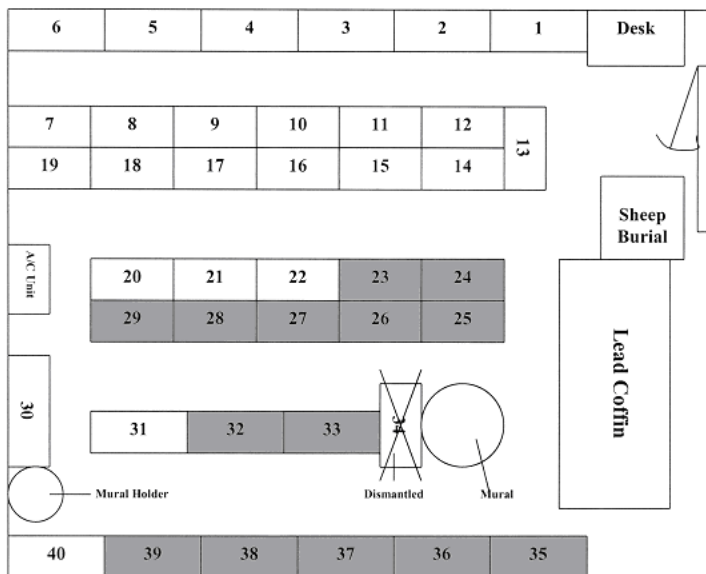 6 5 4 3 2 1 Desk
7 8 9 10 11 12
13
19 18 17 16 15 14
Sheep
Burial
A/C Unit
20 21 22 23 24
29 28 27 26 25
Lead Coffin
30
31 32 33
34
Mural Holder
Dismantled
Mural
40 39 38 37 36 35